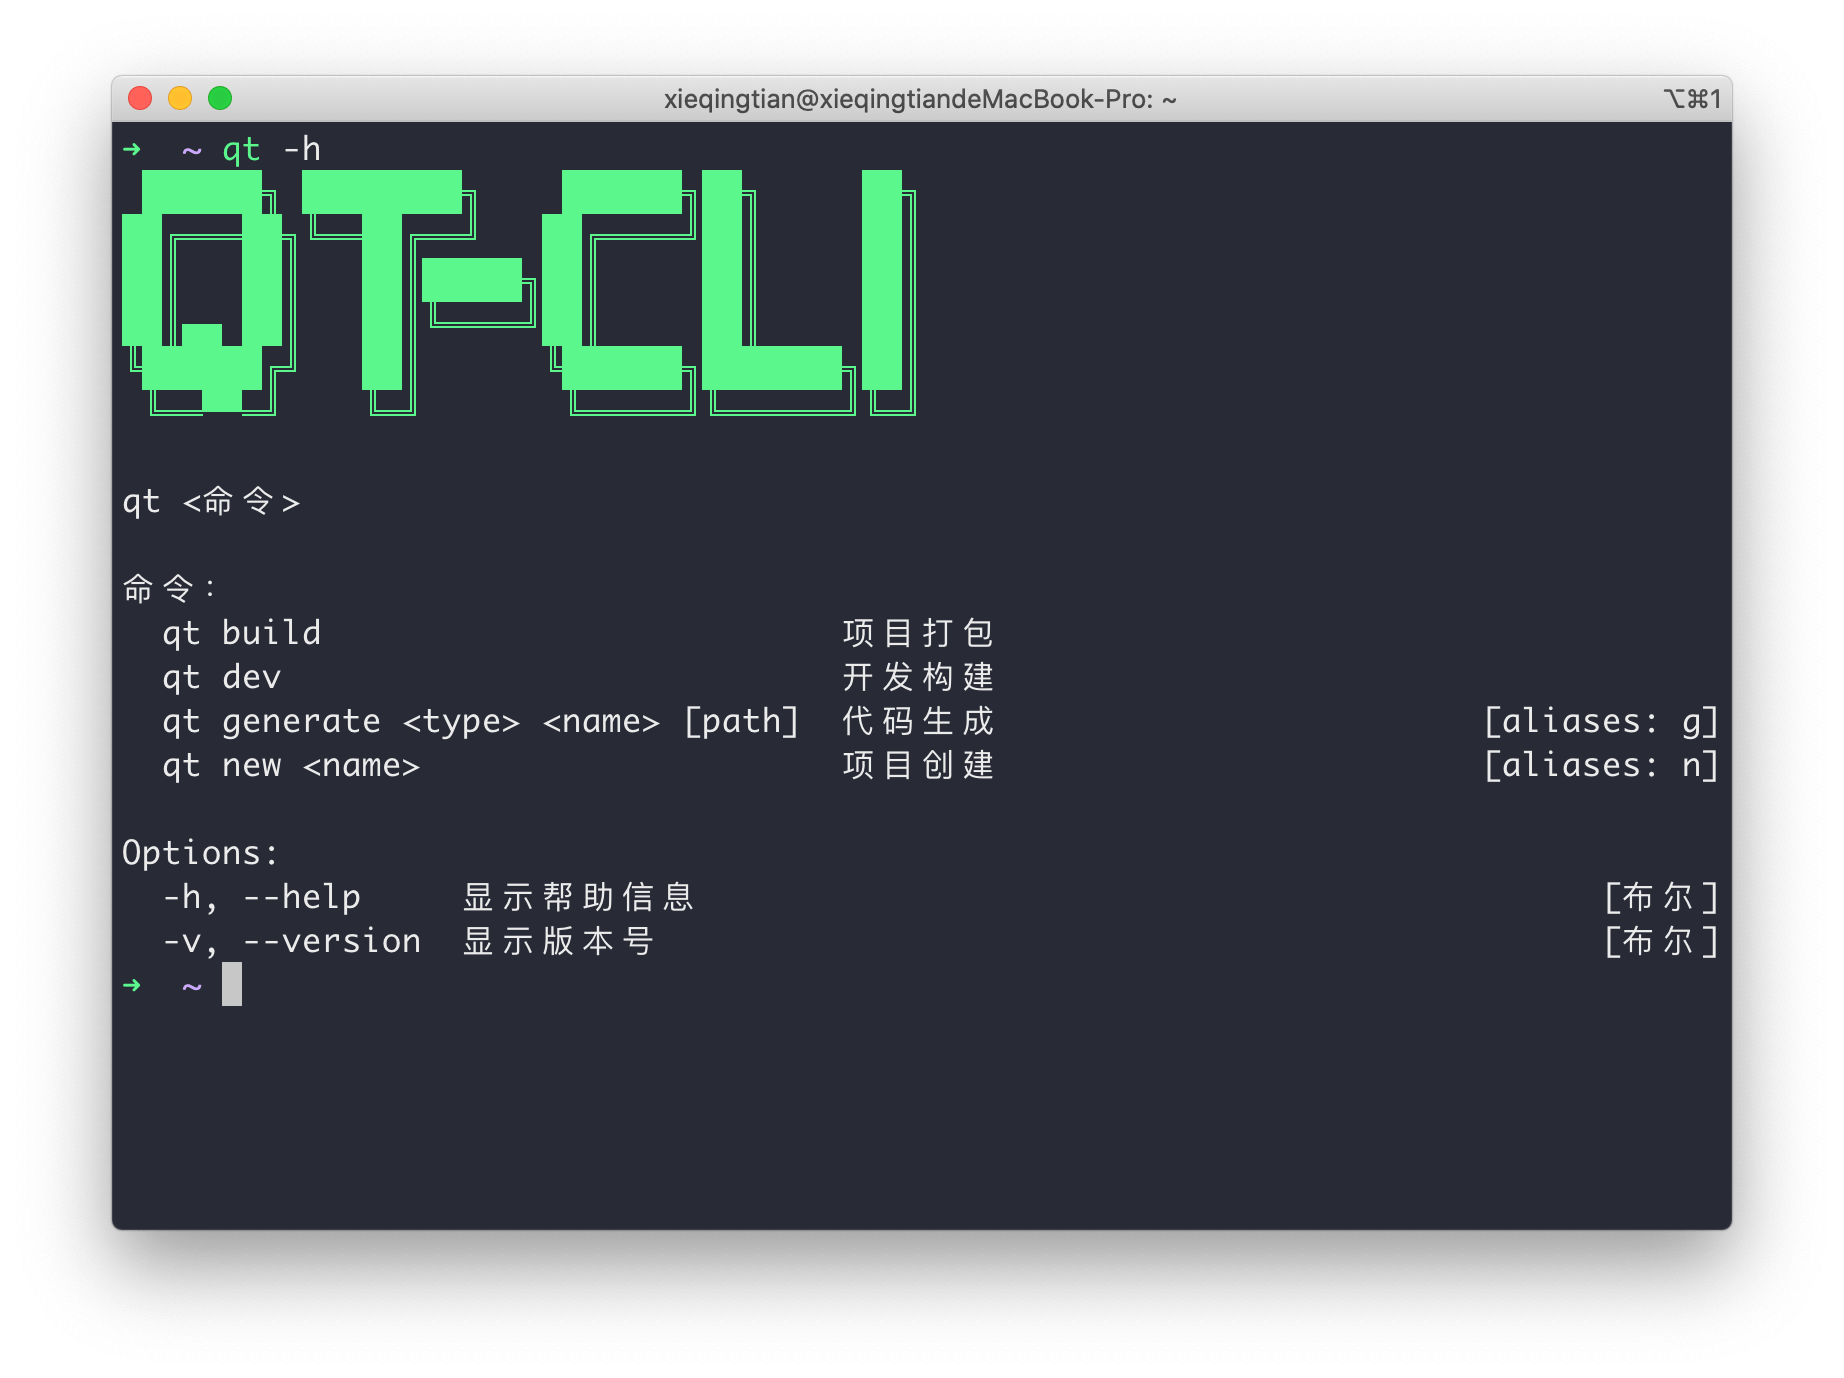 xieqingtian@xieqingtiandeMacBook-Pro: ~ ⌥⌘1
➜ ~ qt -h
QT-CLI
qt <命令>
命令：
qt build 项目打包
qt dev 开发构建
qt generate <type> <name> [path] 代码生成 [aliases: g]
qt new <name> 项目创建 [aliases: n]
Options:
-h, --help 显示帮助信息 [布尔]
-v, --version 显示版本号 [布尔]
➜ ~